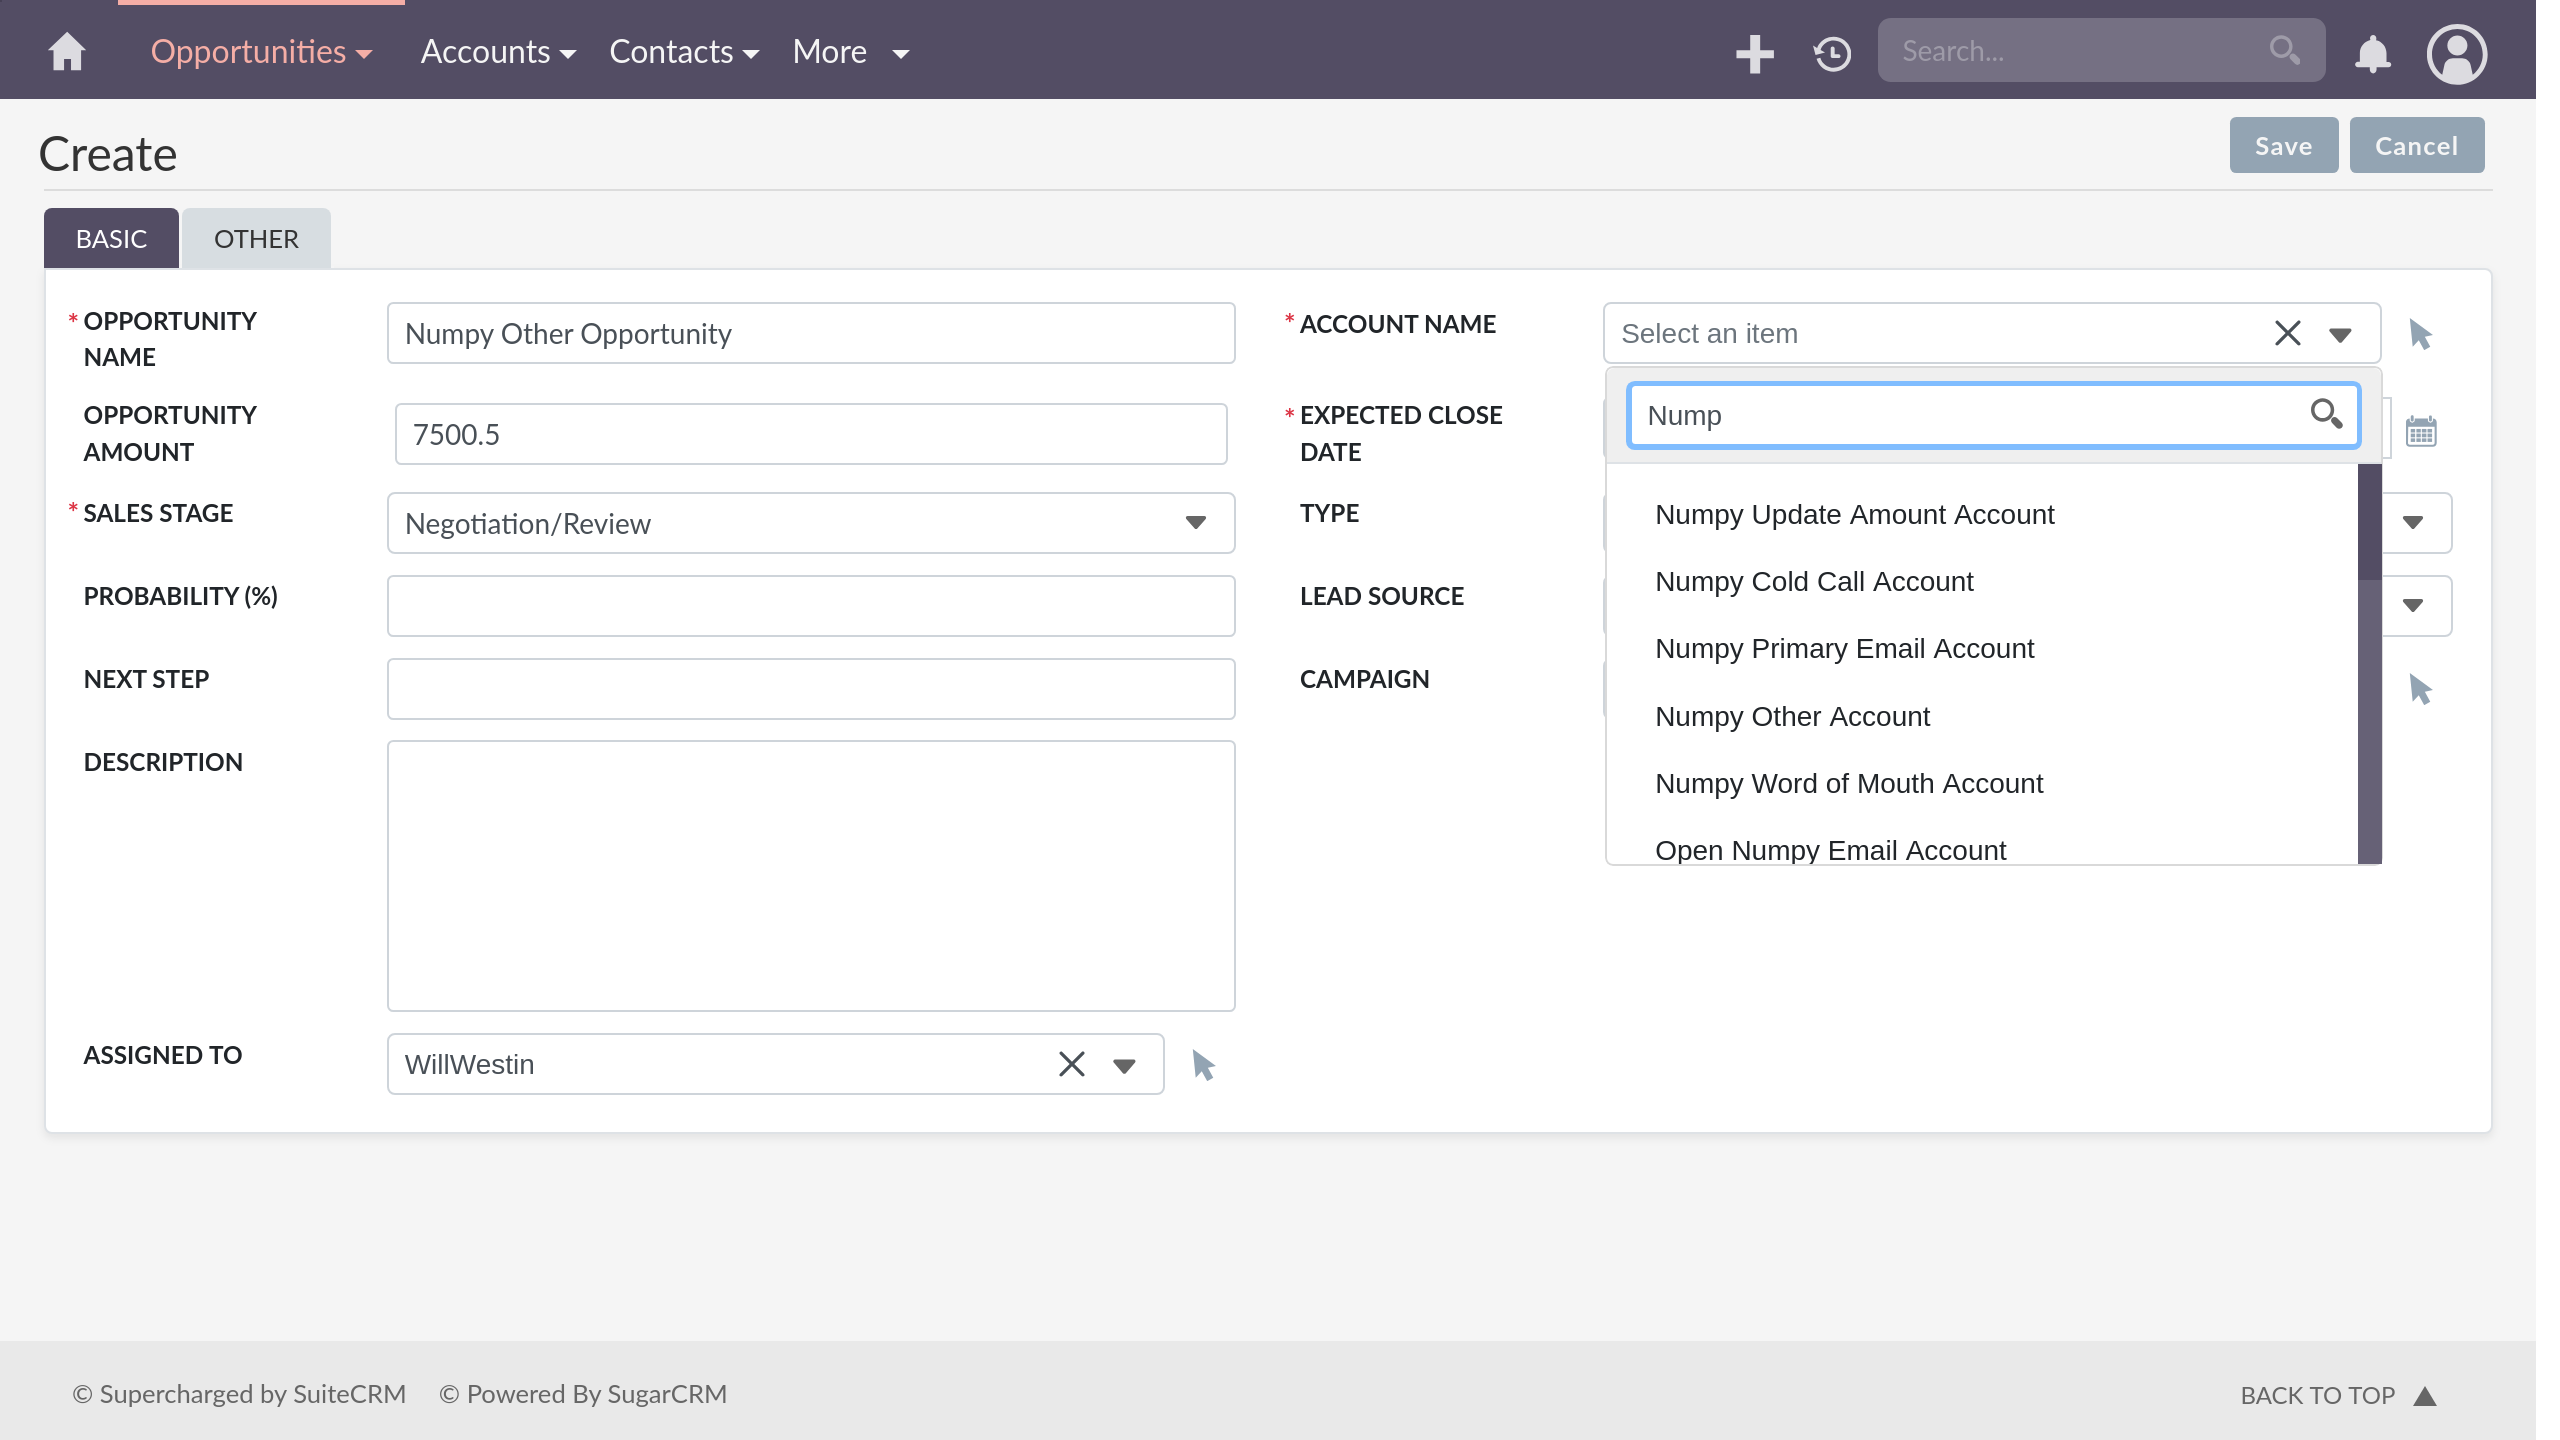 Opportunities Accounts Contacts More Search...
Create Save Cancel
BASIC OTHER
* OPPORTUNITY NAME Numpy Other Opportunity
* ACCOUNT NAME Select an item
Nump
OPPORTUNITY AMOUNT 7500.5
* EXPECTED CLOSE DATE
* SALES STAGE Negotiation/Review
TYPE
PROBABILITY (%)
LEAD SOURCE
NEXT STEP
CAMPAIGN
Numpy Update Amount Account
Numpy Cold Call Account
Numpy Primary Email Account
Numpy Other Account
Numpy Word of Mouth Account
Open Numpy Email Account
DESCRIPTION
ASSIGNED TO WillWestin
© Supercharged by SuiteCRM © Powered By SugarCRM BACK TO TOP